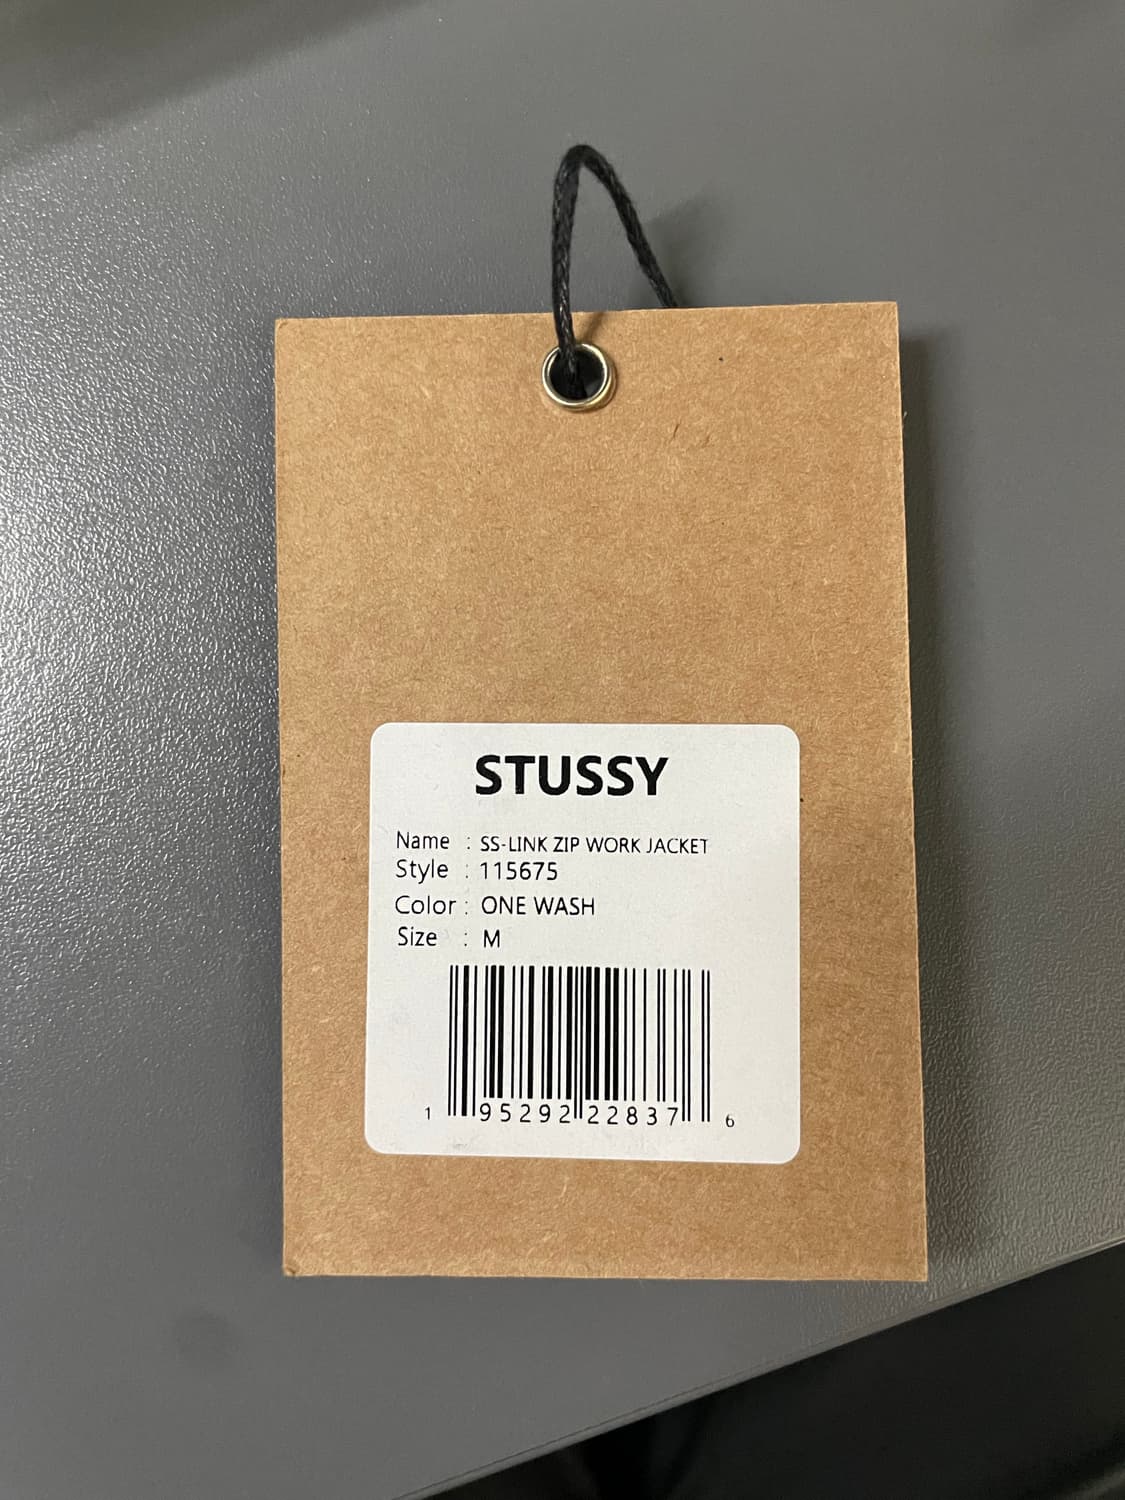 STUSSY
Name : SS-LINK ZIP WORK JACKET
Style : 115675
Color : ONE WASH
Size : M
1 95292 22837 6